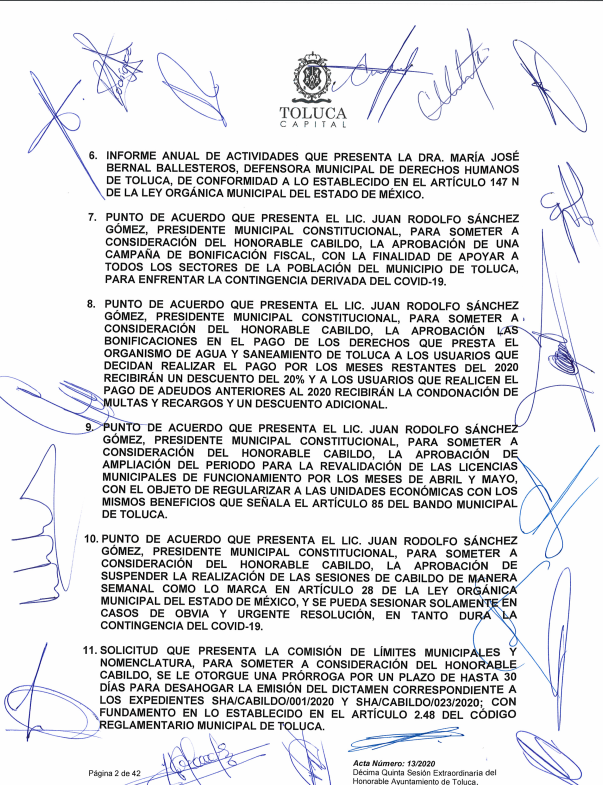 TOLUCA
CAPITAL
6. INFORME ANUAL DE ACTIVIDADES QUE PRESENTA LA DRA. MARÍA JOSÉ
BERNAL BALLESTEROS, DEFENSORA MUNICIPAL DE DERECHOS HUMANOS
DE TOLUCA, DE CONFORMIDAD A LO ESTABLECIDO EN EL ARTÍCULO 147 N
DE LA LEY ORGÁNICA MUNICIPAL DEL ESTADO DE MÉXICO.
7. PUNTO DE ACUERDO QUE PRESENTA EL LIC. JUAN RODOLFO SÁNCHEZ
GÓMEZ, PRESIDENTE MUNICIPAL CONSTITUCIONAL, PARA SOMETER A
CONSIDERACIÓN DEL HONORABLE CABILDO, LA APROBACIÓN DE UNA
CAMPAÑA DE BONIFICACIÓN FISCAL, CON LA FINALIDAD DE APOYAR A
TODOS LOS SECTORES DE LA POBLACIÓN DEL MUNICIPIO DE TOLUCA,
PARA ENFRENTAR LA CONTINGENCIA DERIVADA DEL COVID-19.
8. PUNTO DE ACUERDO QUE PRESENTA EL LIC. JUAN RODOLFO SÁNCHEZ
GÓMEZ, PRESIDENTE MUNICIPAL CONSTITUCIONAL, PARA SOMETER A
CONSIDERACIÓN DEL HONORABLE CABILDO, LA APROBACIÓN LAS
BONIFICACIONES EN EL PAGO DE LOS DERECHOS QUE PRESTA EL
ORGANISMO DE AGUA Y SANEAMIENTO DE TOLUCA A LOS USUARIOS QUE
DECIDAN REALIZAR EL PAGO POR LOS MESES RESTANTES DEL 2020
RECIBIRÁN UN DESCUENTO DEL 20% Y A LOS USUARIOS QUE REALICEN EL
PAGO DE ADEUDOS ANTERIORES AL 2020 RECIBIRÁN LA CONDONACIÓN DE
MULTAS Y RECARGOS Y UN DESCUENTO ADICIONAL.
9. PUNTO DE ACUERDO QUE PRESENTA EL LIC. JUAN RODOLFO SÁNCHEZ
GÓMEZ, PRESIDENTE MUNICIPAL CONSTITUCIONAL, PARA SOMETER A
CONSIDERACIÓN DEL HONORABLE CABILDO, LA APROBACIÓN DE
AMPLIACIÓN DEL PERIODO PARA LA REVALIDACIÓN DE LAS LICENCIAS
MUNICIPALES DE FUNCIONAMIENTO POR LOS MESES DE ABRIL Y MAYO,
CON EL OBJETO DE REGULARIZAR A LAS UNIDADES ECONÓMICAS CON LOS
MISMOS BENEFICIOS QUE SEÑALA EL ARTÍCULO 85 DEL BANDO MUNICIPAL
DE TOLUCA.
10. PUNTO DE ACUERDO QUE PRESENTA EL LIC. JUAN RODOLFO SÁNCHEZ
GÓMEZ, PRESIDENTE MUNICIPAL CONSTITUCIONAL, PARA SOMETER A
CONSIDERACIÓN DEL HONORABLE CABILDO, LA APROBACIÓN DE
SUSPENDER LA REALIZACIÓN DE LAS SESIONES DE CABILDO DE MANERA
SEMANAL COMO LO MARCA EN ARTÍCULO 28 DE LA LEY ORGÁNICA
MUNICIPAL DEL ESTADO DE MÉXICO, Y SE PUEDA SESIONAR SOLAMENTE EN
CASOS DE OBVIA Y URGENTE RESOLUCIÓN, EN TANTO DURA LA
CONTINGENCIA DEL COVID-19.
11. SOLICITUD QUE PRESENTA LA COMISIÓN DE LÍMITES MUNICIPALES Y
NOMENCLATURA, PARA SOMETER A CONSIDERACIÓN DEL HONORABLE
CABILDO, SE LE OTORGUE UNA PRÓRROGA POR UN PLAZO DE HASTA 30
DÍAS PARA DESAHOGAR LA EMISIÓN DEL DICTAMEN CORRESPONDIENTE A
LOS EXPEDIENTES SHA/CABILDO/001/2020 Y SHA/CABILDO/023/2020; CON
FUNDAMENTO EN LO ESTABLECIDO EN EL ARTÍCULO 2.48 DEL CÓDIGO
REGLAMENTARIO MUNICIPAL DE TOLUCA.
Página 2 de 42
Acta Número: 13/2020
Décima Quinta Sesión Extraordinaria del
Honorable Ayuntamiento de Toluca.